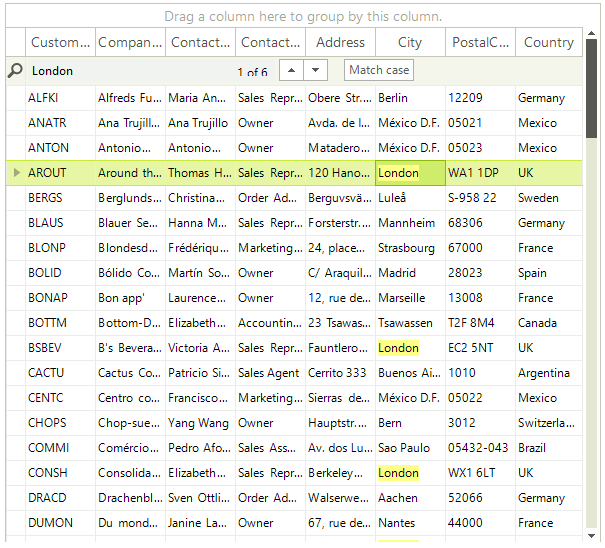 Drag a column here to group by this column.
Custom... Compan... Contact... Contact... Address City PostalC... Country
London 1 of 6 Match case
ALFKI Alfreds Fu... Maria An... Sales Repr... Obere Str.... Berlin 12209 Germany
ANATR Ana Trujill... Ana Trujillo Owner Avda. de l... México D.F. 05021 Mexico
ANTON Antonio... Antonio... Owner Matadero... México D.F. 05023 Mexico
AROUT Around th... Thomas H... Sales Repr... 120 Hano... London WA1 1DP UK
BERGS Berglunds... Christina... Order Ad... Berguvsvä... Luleå S-958 22 Sweden
BLAUS Blauer Se... Hanna M... Sales Repr... Forsterstr.... Mannheim 68306 Germany
BLONP Blondesd... Frédériqu... Marketing... 24, place... Strasbourg 67000 France
BOLID Bólido Co... Martín So... Owner C/ Araquil... Madrid 28023 Spain
BONAP Bon app' Laurence... Owner 12, rue de... Marseille 13008 France
BOTTM Bottom-D... Elizabeth... Accountin... 23 Tsawas... Tsawassen T2F 8M4 Canada
BSBEV B's Bevera... Victoria A... Sales Repr... Fauntlero... London EC2 5NT UK
CACTU Cactus Co... Patricio Si... Sales Agent Cerrito 333 Buenos Ai... 1010 Argentina
CENTC Centro co... Francisco... Marketing... Sierras de... México D.F. 05022 Mexico
CHOPS Chop-sue... Yang Wang Owner Hauptstr.... Bern 3012 Switzerla...
COMMI Comércio... Pedro Afo... Sales Ass... Av. dos Lu... Sao Paulo 05432-043 Brazil
CONSH Consolida... Elizabeth... Sales Repr... Berkeley... London WX1 6LT UK
DRACD Drachenbl... Sven Ottli... Order Ad... Walserwe... Aachen 52066 Germany
DUMON Du mond... Janine La... Owner 67, rue de... Nantes 44000 France